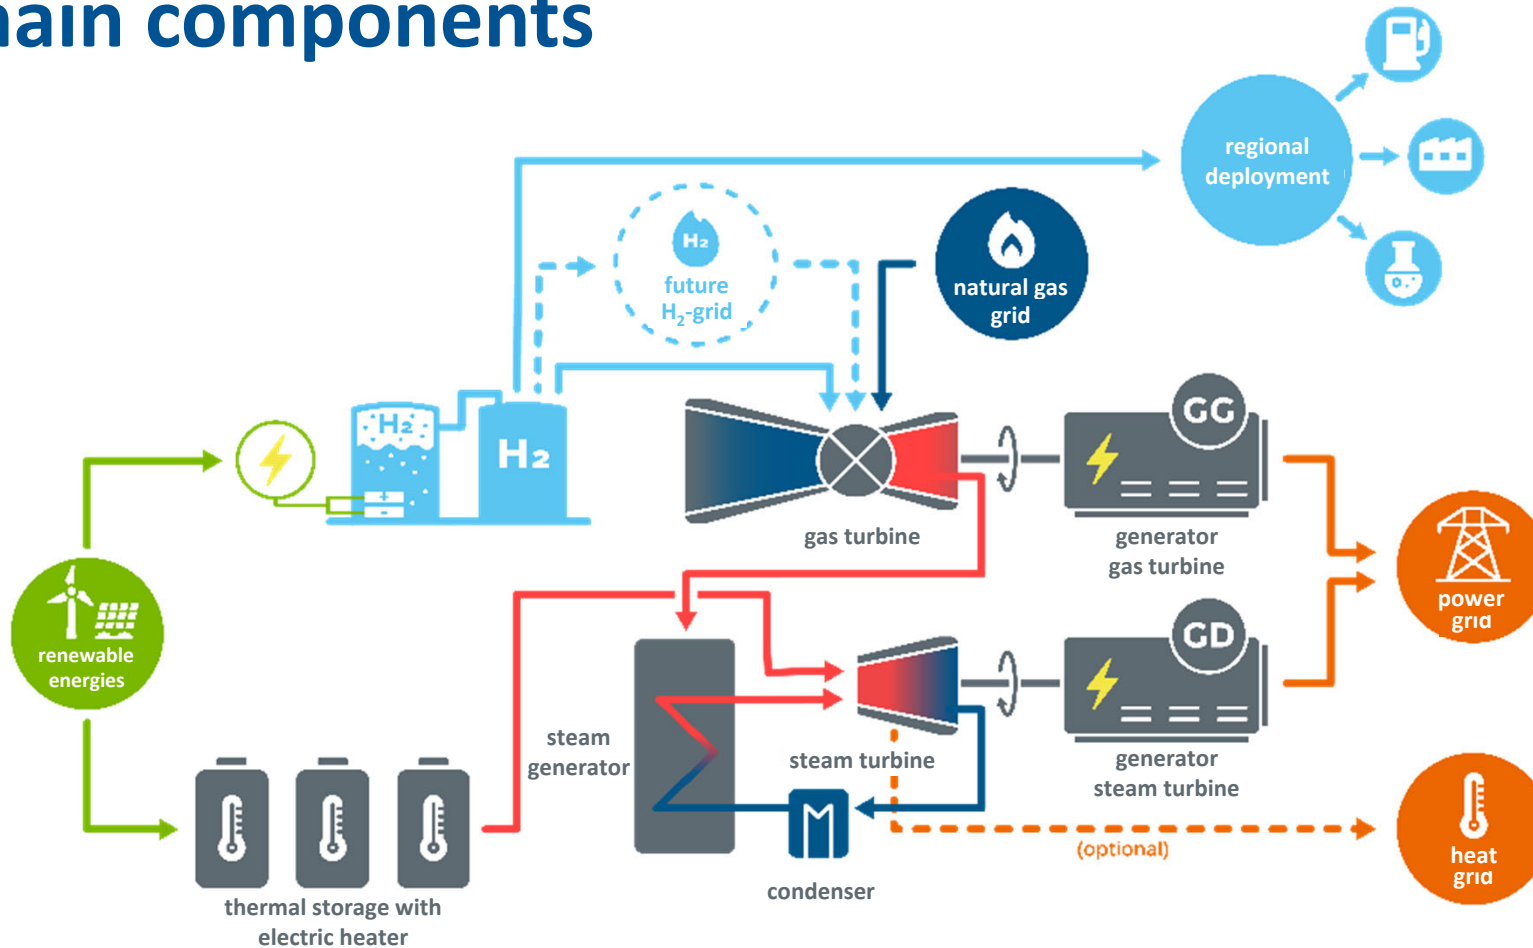 main components
regional
deployment
H₂
future
H₂-grid
natural gas
grid
H₂
H₂
+
-
GG
gas turbine
generator
gas turbine
power
grid
renewable
energies
GD
steam
generator
steam turbine
generator
steam turbine
(optional)
heat
grid
condenser
thermal storage with
electric heater